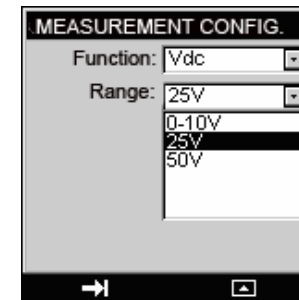 MEASUREMENT CONFIG.
Function: Vdc
Range: 25V
0-10V
25V
50V